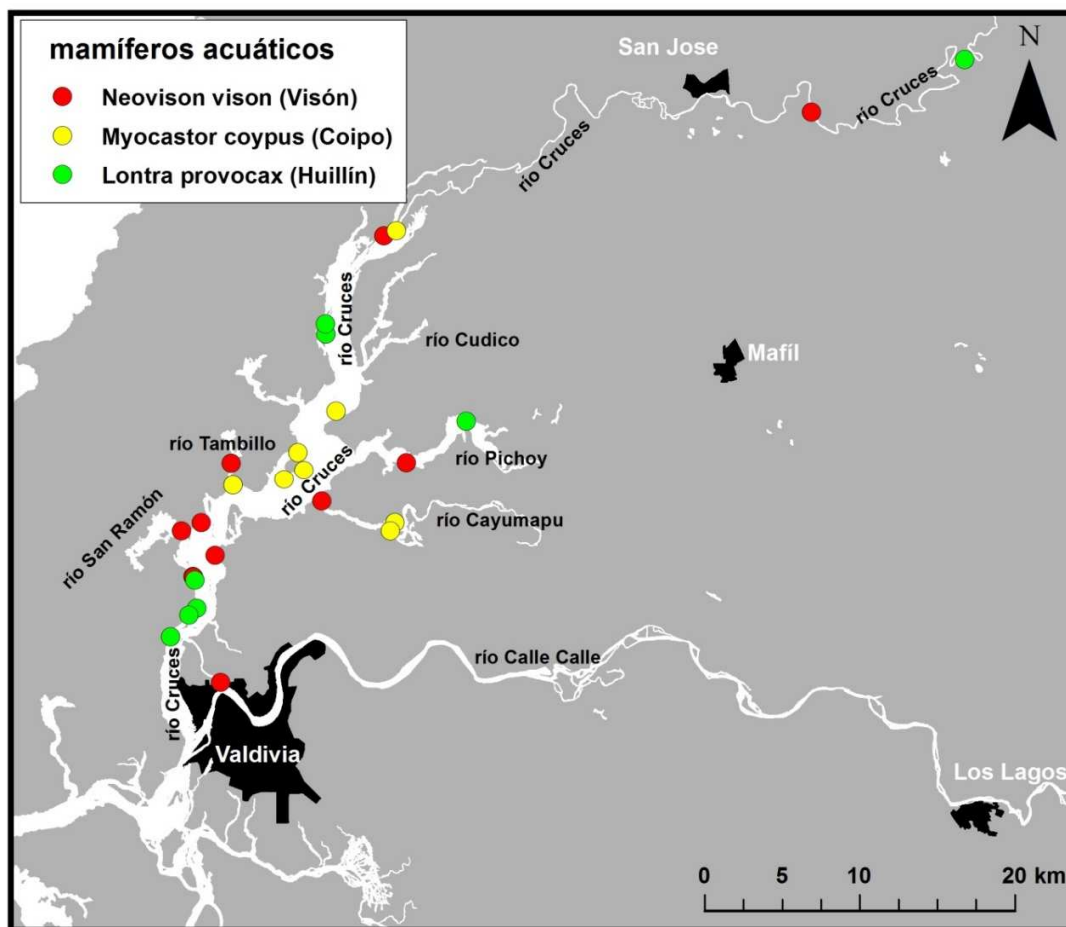 mamíferos acuáticos
Neovison vison (Visón)
Myocastor coypus (Coipo)
Lontra provocax (Huillín)
San Jose
N
río Cruces
río Cruces
río Cruces
río Cudico
Mafíl
río Tambillo
río Cruces
río Pichoy
río San Ramón
río Cayumapu
río Cruces
río Calle Calle
Valdivia
Los Lagos
0 5 10 20 km